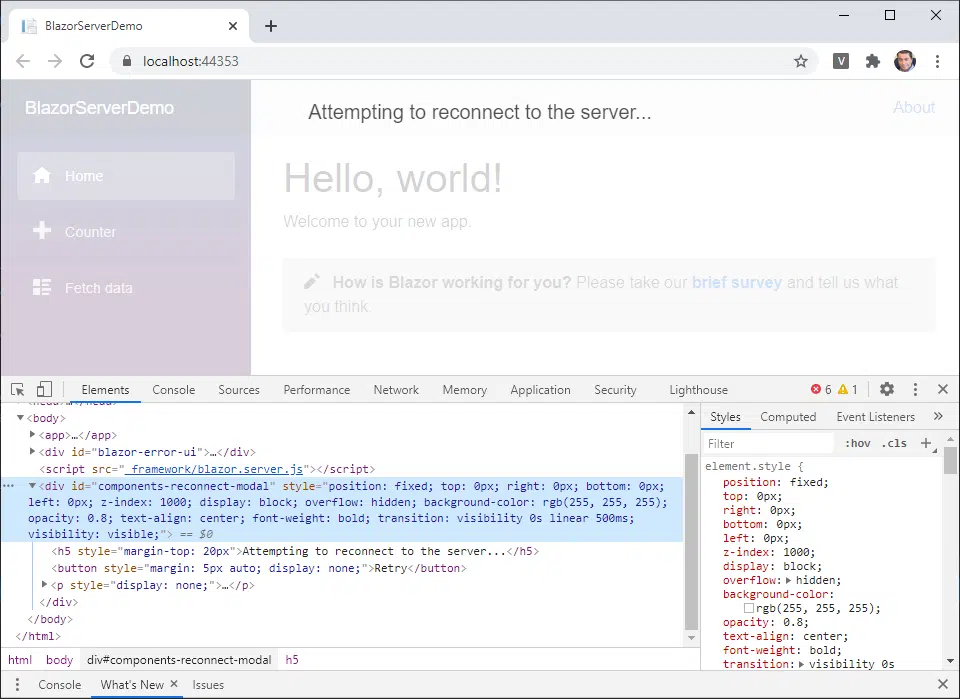 BlazorServerDemo
localhost:44353
V
BlazorServerDemo
Attempting to reconnect to the server...
About
Home
Counter
Fetch data
Hello, world!
Welcome to your new app.
How is Blazor working for you? Please take our brief survey and tell us what
you think.
Elements Console Sources Performance Network Memory Application Security Lighthouse 6 1
<body>
<app>…</app>
<div id="blazor-error-ui">…</div>
<script src="_framework/blazor.server.js"></script>
<div id="components-reconnect-modal" style="position: fixed; top: 0px; right: 0px; bottom: 0px;
left: 0px; z-index: 1000; display: block; overflow: hidden; background-color: rgb(255, 255, 255);
opacity: 0.8; text-align: center; font-weight: bold; transition: visibility 0s linear 500ms;
visibility: visible;"> == $0
<h5 style="margin-top: 20px">Attempting to reconnect to the server...</h5>
<button style="margin: 5px auto; display: none;">Retry</button>
<p style="display: none;">…</p>
</div>
</body>
</html>
Styles Computed Event Listeners »
Filter :hov .cls +
element.style {
position: fixed;
top: 0px;
right: 0px;
bottom: 0px;
left: 0px;
z-index: 1000;
display: block;
overflow: hidden;
background-color:
rgb(255, 255, 255);
opacity: 0.8;
text-align: center;
font-weight: bold;
transition: visibility 0s
html body div#components-reconnect-modal h5
Console What's New Issues